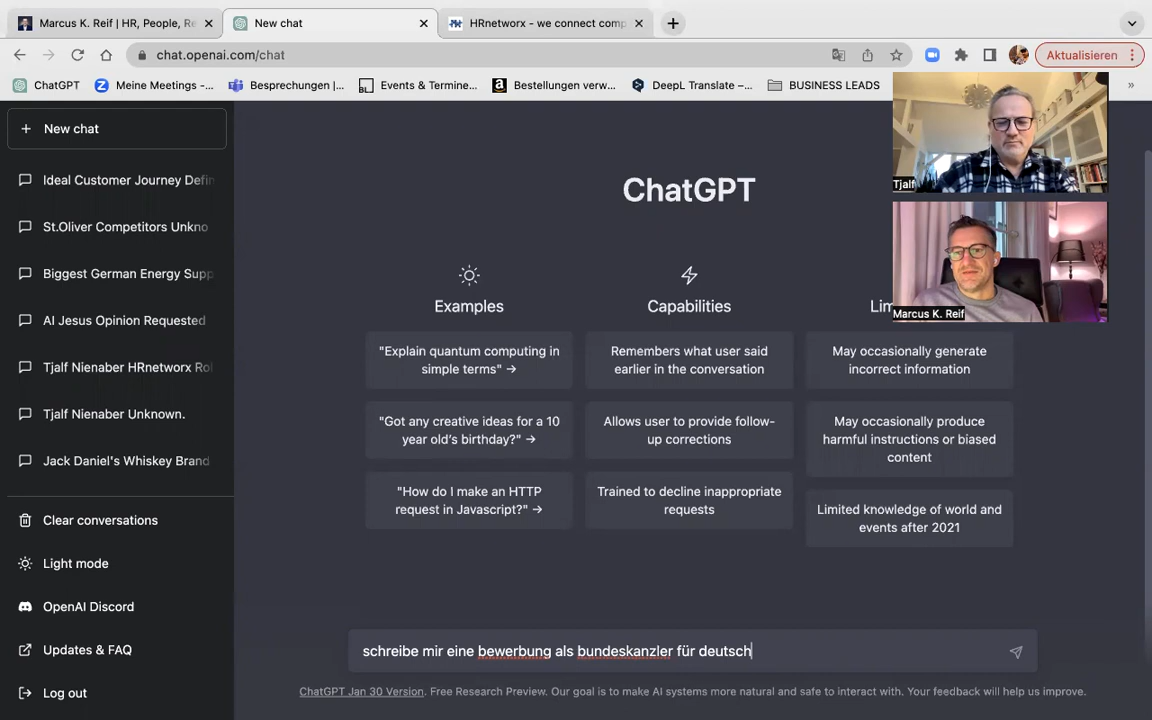 Marcus K. Reif | HR, People, Re
New chat
HRnetworx - we connect comp
chat.openai.com/chat
Aktualisieren
ChatGPT
Meine Meetings -...
Besprechungen |...
Events & Termine...
Bestellungen verw...
DeepL Translate –...
BUSINESS LEADS
»
New chat
Ideal Customer Journey Defin
St.Oliver Competitors Unkno
Biggest German Energy Supp
AI Jesus Opinion Requested
Tjalf Nienaber HRnetworx Rol
Tjalf Nienaber Unknown.
Jack Daniel's Whiskey Brand
Clear conversations
Light mode
OpenAI Discord
Updates & FAQ
Log out
ChatGPT
Examples
"Explain quantum computing in
simple terms" →
"Got any creative ideas for a 10
year old's birthday?" →
"How do I make an HTTP
request in Javascript?" →
Capabilities
Remembers what user said
earlier in the conversation
Allows user to provide follow-
up corrections
Trained to decline inappropriate
requests
Lim
May occasionally generate
incorrect information
May occasionally produce
harmful instructions or biased
content
Limited knowledge of world and
events after 2021
Tjalf
Marcus K. Reif
schreibe mir eine bewerbung als bundeskanzler für deutsch
ChatGPT Jan 30 Version. Free Research Preview. Our goal is to make AI systems more natural and safe to interact with. Your feedback will help us improve.